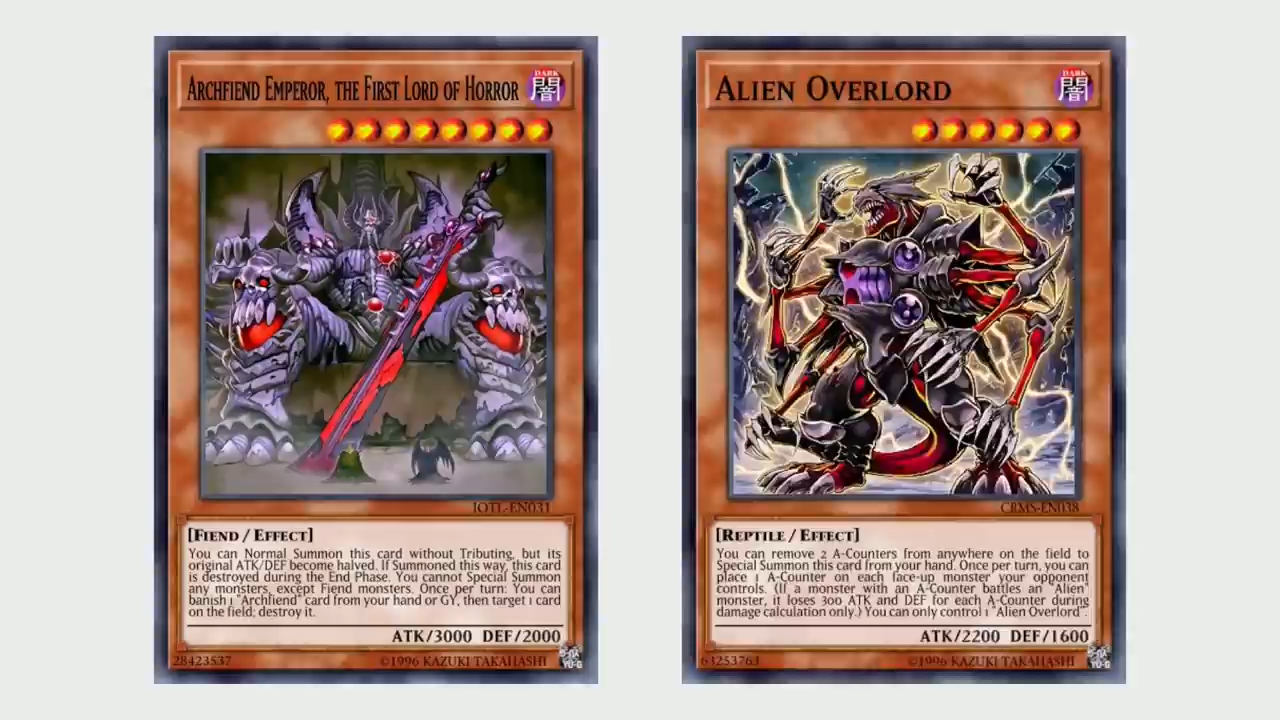 ARCHFIEND EMPEROR, THE FIRST LORD OF HORROR
DARK
闇
IOTL-EN031
[FIEND / EFFECT]
You can Normal Summon this card without Tributing, but its
original ATK/DEF become halved. If Summoned this way, this card
is destroyed during the End Phase. You cannot Special Summon
any monsters, except Fiend monsters. Once per turn: You can
banish 1 "Archfiend" card from your hand or GY, then target 1 card
on the field; destroy it.
ATK/3000 DEF/2000
28423537
©1996 KAZUKI TAKAHASHI
ALIEN OVERLORD
DARK
闇
CRMS-EN038
[REPTILE / EFFECT]
You can remove 2 A-Counters from anywhere on the field to
Special Summon this card from your hand. Once per turn, you can
place 1 A-Counter on each face-up monster your opponent
controls. (If a monster with an A-Counter battles an "Alien"
monster, it loses 300 ATK and DEF for each A-Counter during
damage calculation only.) You can only control 1 "Alien Overlord".
ATK/2200 DEF/1600
63253763
©1996 KAZUKI TAKAHASHI